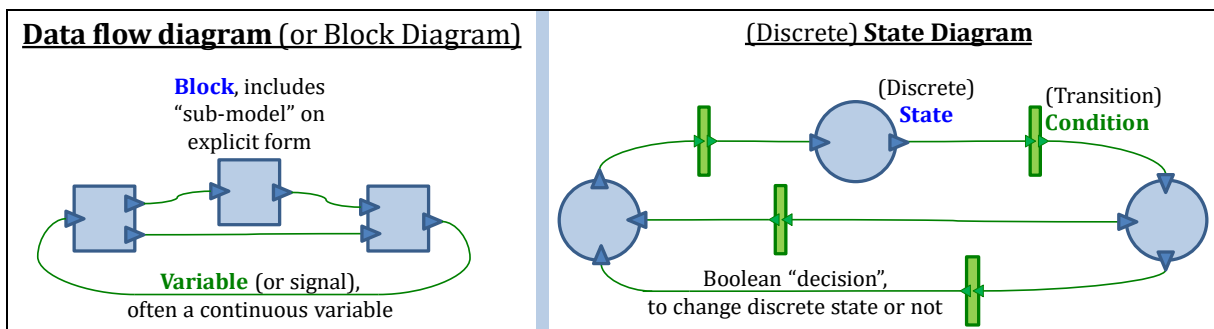 Data flow diagram (or Block Diagram)
Block, includes
“sub-model” on
explicit form
Variable (or signal),
often a continuous variable
(Discrete) State Diagram
(Discrete)
State
(Transition)
Condition
Boolean “decision”,
to change discrete state or not